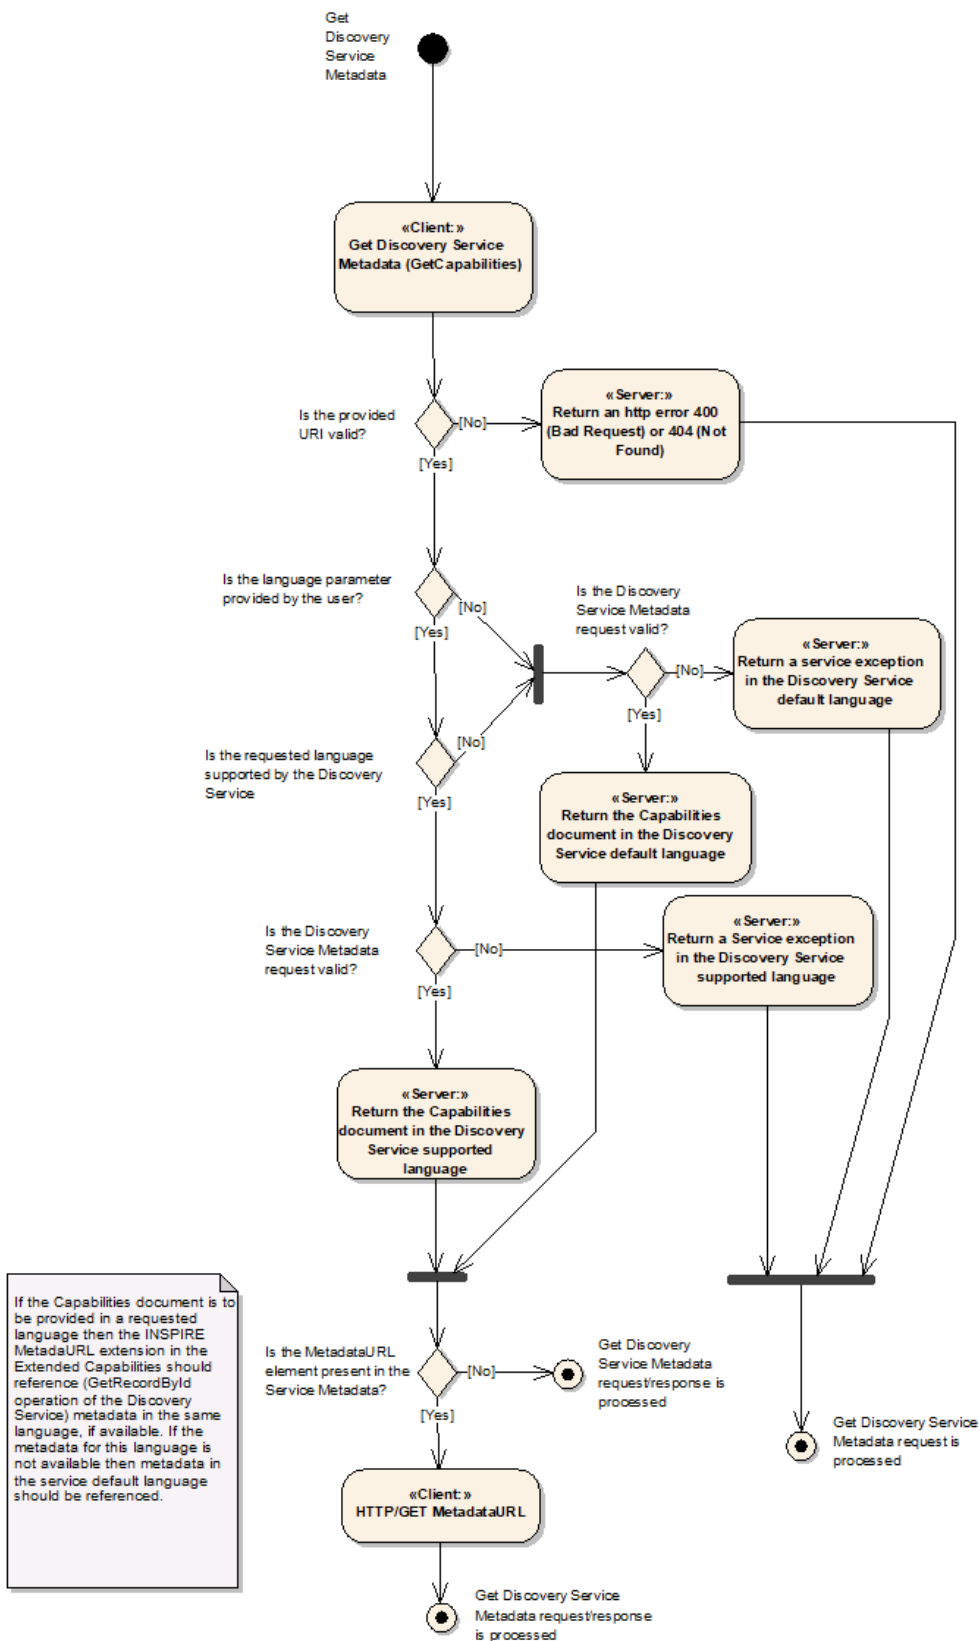 Get
Discovery
Service
Metadata
«Client:»
Get Discovery Service
Metadata (GetCapabilities)
Is the provided
URI valid?
[No]
«Server:»
Return an http error 400
(Bad Request) or 404 (Not
Found)
[Yes]
Is the language parameter
provided by the user?
[No]
[Yes]
Is the Discovery
Service Metadata
request valid?
[No]
«Server:»
Return a service exception
in the Discovery Service
default language
[Yes]
Is the requested language
supported by the Discovery
Service
[No]
[Yes]
«Server:»
Return the Capabilities
document in the Discovery
Service default language
Is the Discovery
Service Metadata
request valid?
[No]
«Server:»
Return a Service exception
in the Discovery Service
supported language
[Yes]
«Server:»
Return the Capabilities
document in the Discovery
Service supported
language
If the Capabilities document is to
be provided in a requested
language then the INSPIRE
MetadaURL extension in the
Extended Capabilities should
reference (GetRecordById
operation of the Discovery
Service) metadata in the same
language, if available. If the
metadata for this language is
not available then metadata in
the service default language
should be referenced.
Is the MetadataURL
element present in the
Service Metadata?
[No]
Get Discovery
Service Metadata
request/response is
processed
[Yes]
Get Discovery Service
Metadata request is
processed
«Client:»
HTTP/GET MetadataURL
Get Discovery Service
Metadata request/response
is processed